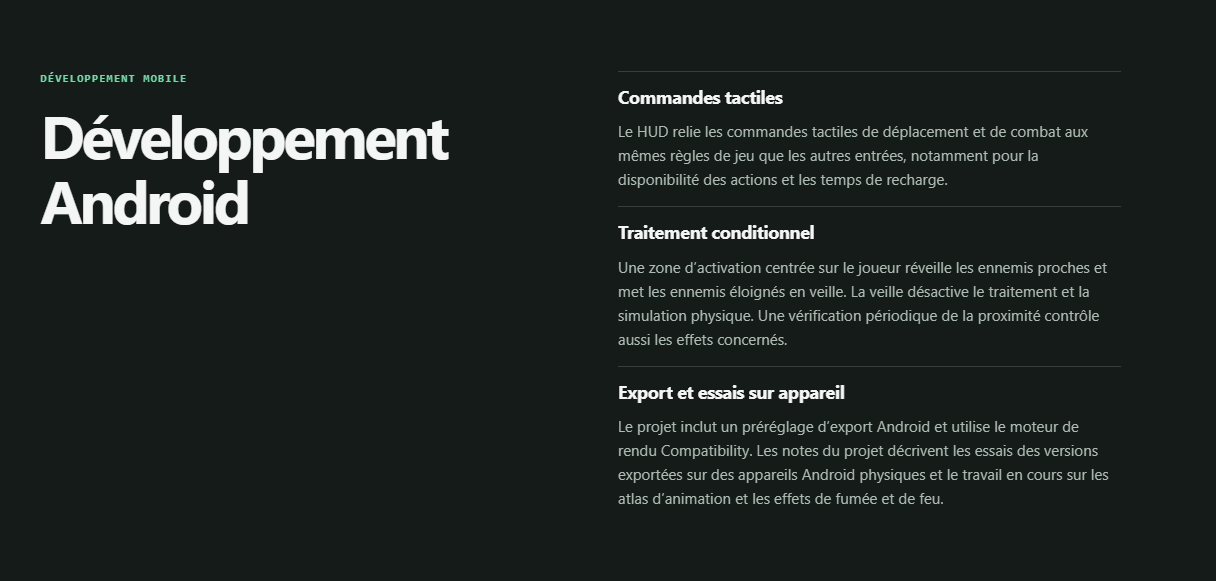 DÉVELOPPEMENT MOBILE
Développement
Android
Commandes tactiles
Le HUD relie les commandes tactiles de déplacement et de combat aux
mêmes règles de jeu que les autres entrées, notamment pour la
disponibilité des actions et les temps de recharge.
Traitement conditionnel
Une zone d’activation centrée sur le joueur réveille les ennemis proches et
met les ennemis éloignés en veille. La veille désactive le traitement et la
simulation physique. Une vérification périodique de la proximité contrôle
aussi les effets concernés.
Export et essais sur appareil
Le projet inclut un préréglage d’export Android et utilise le moteur de
rendu Compatibility. Les notes du projet décrivent les essais des versions
exportées sur des appareils Android physiques et le travail en cours sur les
atlas d’animation et les effets de fumée et de feu.